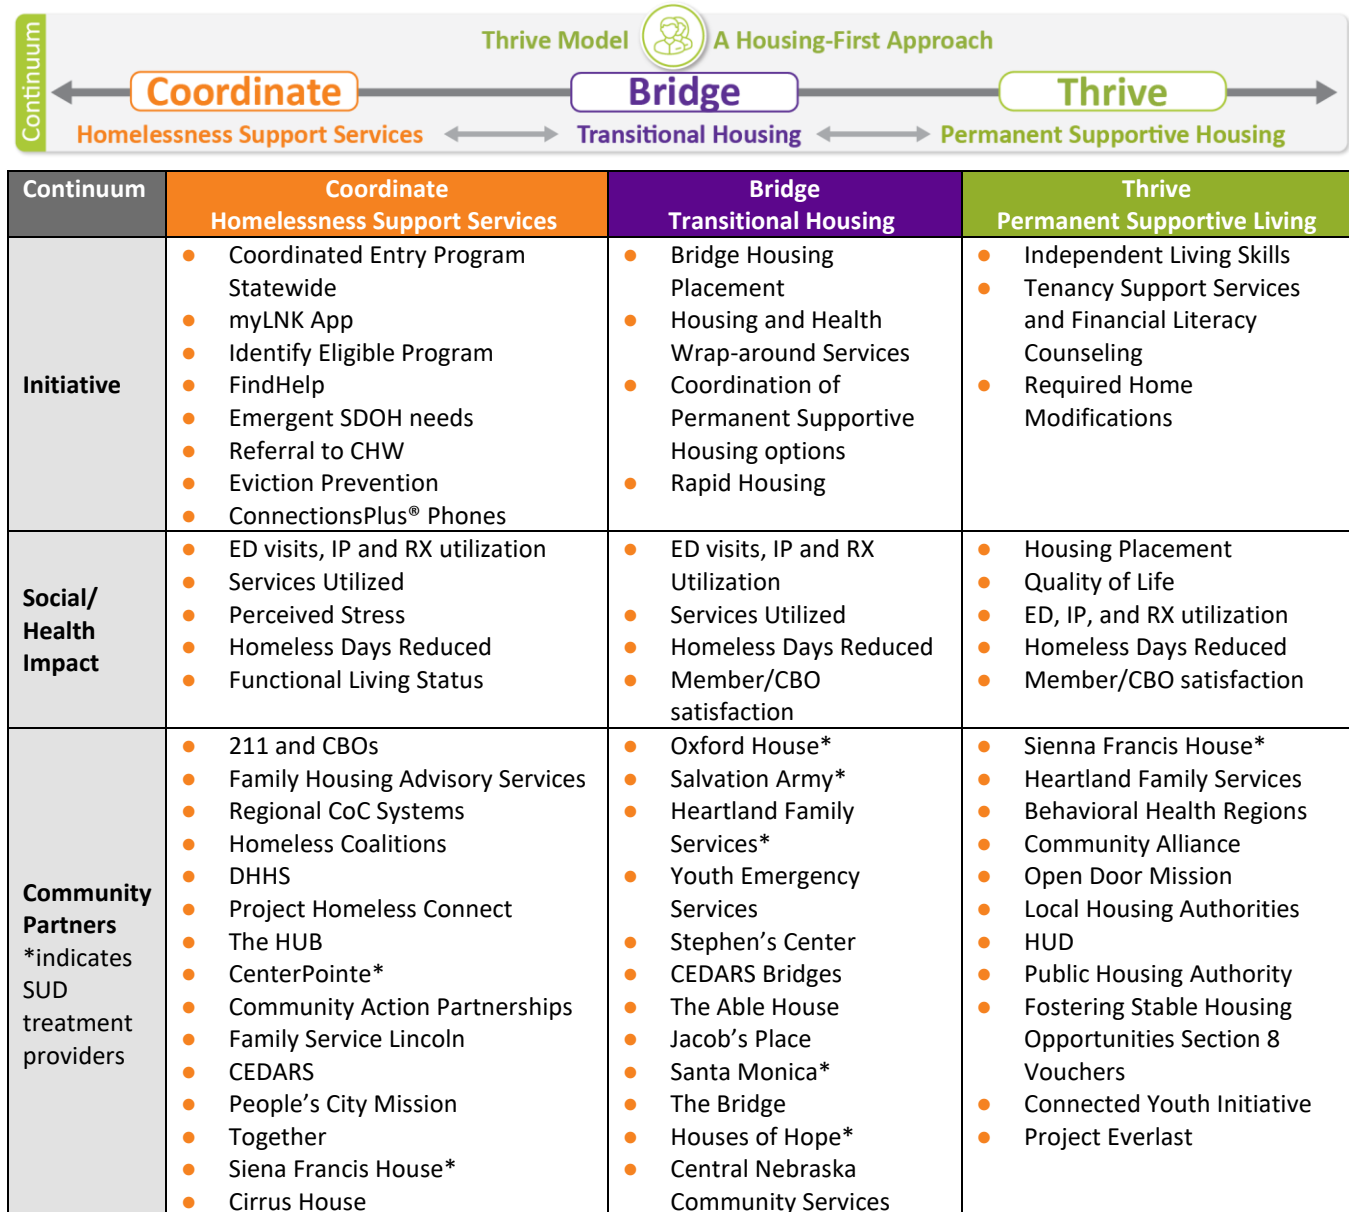 Continuum
Thrive Model A Housing-First Approach
Coordinate
Bridge
Thrive
Homelessness Support Services
Transitional Housing
Permanent Supportive Housing
Continuum
Coordinate
Homelessness Support Services
Bridge
Transitional Housing
Thrive
Permanent Supportive Living
Initiative
● Coordinated Entry Program
Statewide
● myLNK App
● Identify Eligible Program
● FindHelp
● Emergent SDOH needs
● Referral to CHW
● Eviction Prevention
● ConnectionsPlus® Phones
● Bridge Housing
Placement
● Housing and Health
Wrap-around Services
● Coordination of
Permanent Supportive
Housing options
● Rapid Housing
● Independent Living Skills
● Tenancy Support Services
and Financial Literacy
Counseling
● Required Home
Modifications
Social/
Health
Impact
● ED visits, IP and RX utilization
● Services Utilized
● Perceived Stress
● Homeless Days Reduced
● Functional Living Status
● ED visits, IP and RX
Utilization
● Services Utilized
● Homeless Days Reduced
● Member/CBO
satisfaction
● Housing Placement
● Quality of Life
● ED, IP, and RX utilization
● Homeless Days Reduced
● Member/CBO satisfaction
Community
Partners
*indicates
SUD
treatment
providers
● 211 and CBOs
● Family Housing Advisory Services
● Regional CoC Systems
● Homeless Coalitions
● DHHS
● Project Homeless Connect
● The HUB
● CenterPointe*
● Community Action Partnerships
● Family Service Lincoln
● CEDARS
● People’s City Mission
● Together
● Siena Francis House*
● Cirrus House
● Oxford House*
● Salvation Army*
● Heartland Family
Services*
● Youth Emergency
Services
● Stephen’s Center
● CEDARS Bridges
● The Able House
● Jacob’s Place
● Santa Monica*
● The Bridge
● Houses of Hope*
● Central Nebraska
Community Services
● Sienna Francis House*
● Heartland Family Services
● Behavioral Health Regions
● Community Alliance
● Open Door Mission
● Local Housing Authorities
● HUD
● Public Housing Authority
● Fostering Stable Housing
Opportunities Section 8
Vouchers
● Connected Youth Initiative
● Project Everlast